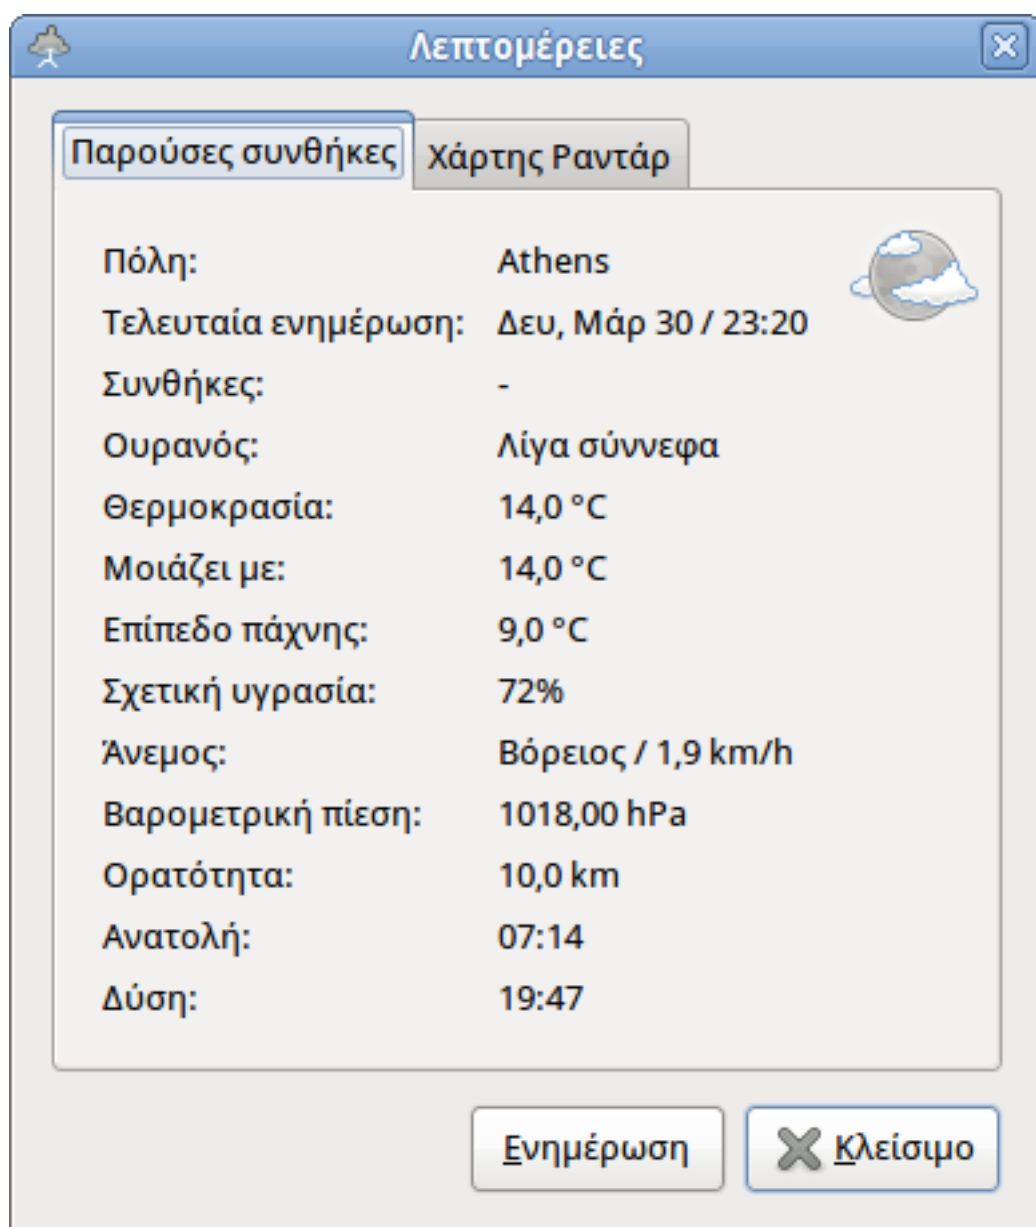 Λεπτομέρειες
Παρούσες συνθήκες Χάρτης Ραντάρ
Πόλη: Athens
Τελευταία ενημέρωση: Δευ, Μάρ 30 / 23:20
Συνθήκες: -
Ουρανός: Λίγα σύννεφα
Θερμοκρασία: 14,0 °C
Μοιάζει με: 14,0 °C
Επίπεδο πάχνης: 9,0 °C
Σχετική υγρασία: 72%
Άνεμος: Βόρειος / 1,9 km/h
Βαρομετρική πίεση: 1018,00 hPa
Ορατότητα: 10,0 km
Ανατολή: 07:14
Δύση: 19:47
Ενημέρωση Κλείσιμο